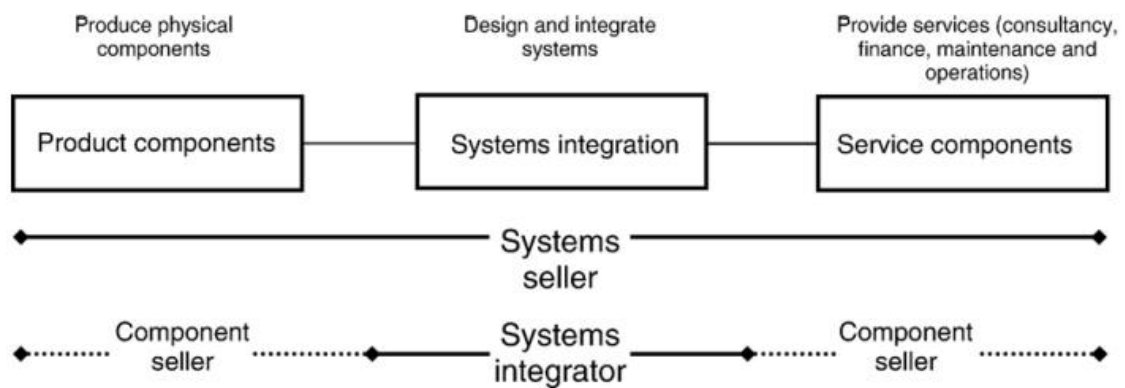 Produce physical
components
Design and integrate
systems
Provide services (consultancy,
finance, maintenance and
operations)
Product components
Systems integration
Service components
Systems
seller
Component
seller
Systems
integrator
Component
seller